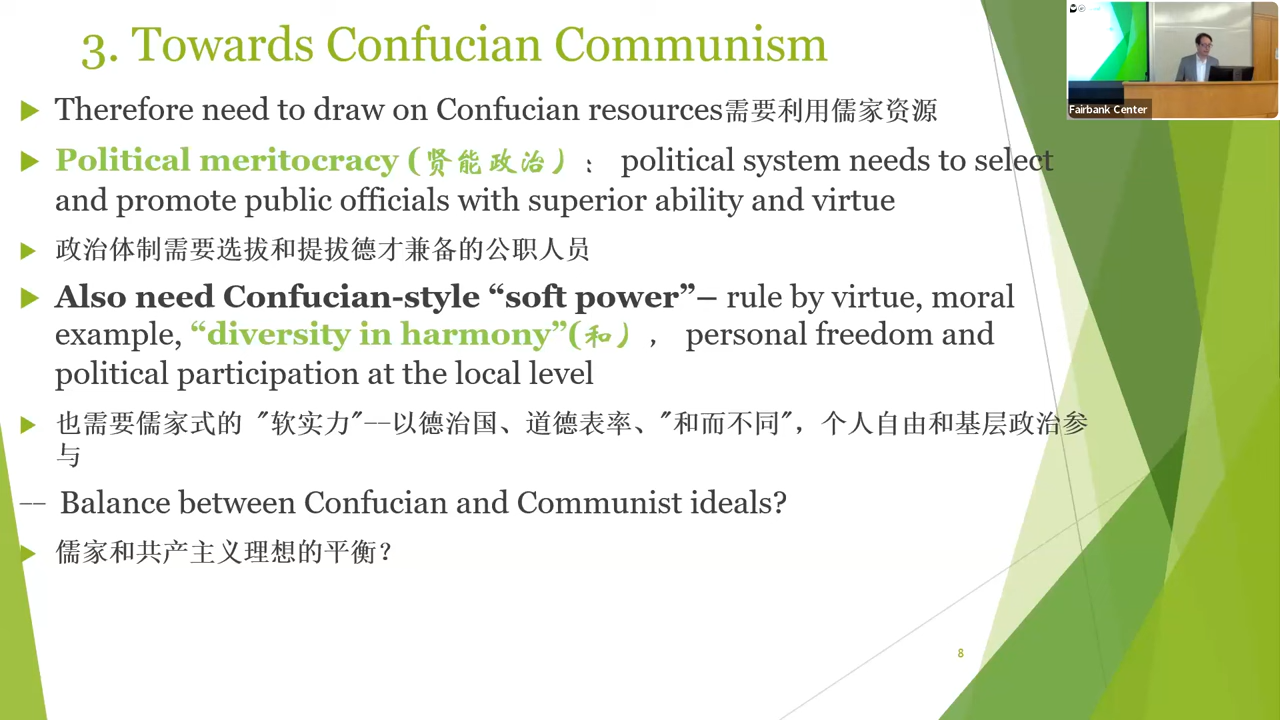 3. Towards Confucian Communism
Therefore need to draw on Confucian resources需要利用儒家资源
Political meritocracy (贤能政治）： political system needs to select
and promote public officials with superior ability and virtue
政治体制需要选拔和提拔德才兼备的公职人员
Also need Confucian-style “soft power”– rule by virtue, moral
example, “diversity in harmony”(和）， personal freedom and
political participation at the local level
也需要儒家式的 "软实力"--以德治国、道德表率、"和而不同"，个人自由和基层政治参
与
-- Balance between Confucian and Communist ideals?
儒家和共产主义理想的平衡？
8
Fairbank Center